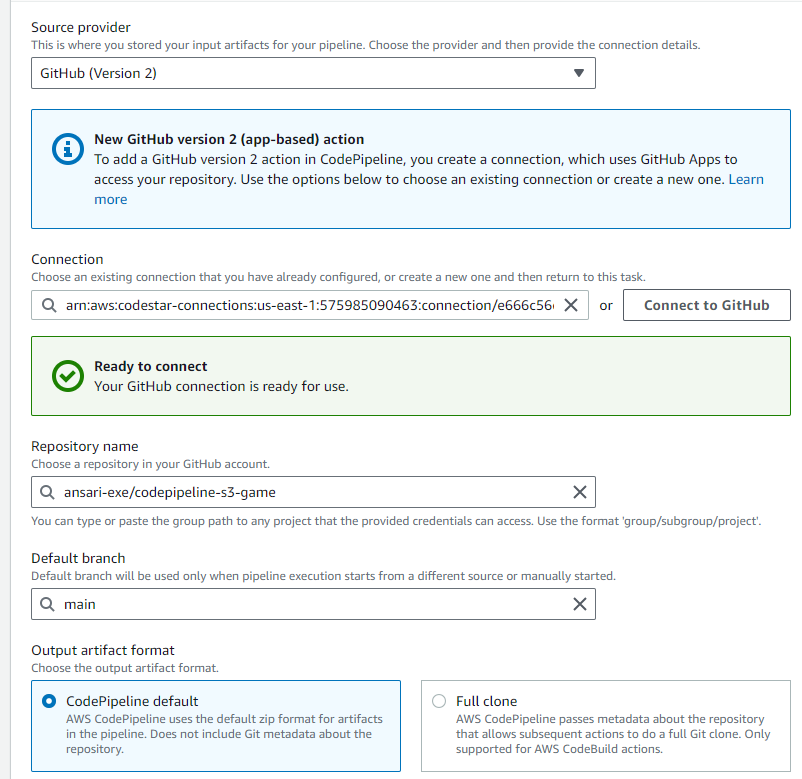 Source provider
This is where you stored your input artifacts for your pipeline. Choose the provider and then provide the connection details.
GitHub (Version 2)
New GitHub version 2 (app-based) action
To add a GitHub version 2 action in CodePipeline, you create a connection, which uses GitHub Apps to
access your repository. Use the options below to choose an existing connection or create a new one. Learn
more
Connection
Choose an existing connection that you have already configured, or create a new one and then return to this task.
arn:aws:codestar-connections:us-east-1:575985090463:connection/e666c56 or Connect to GitHub
Ready to connect
Your GitHub connection is ready for use.
Repository name
Choose a repository in your GitHub account.
ansari-exe/codepipeline-s3-game
You can type or paste the group path to any project that the provided credentials can access. Use the format 'group/subgroup/project'.
Default branch
Default branch will be used only when pipeline execution starts from a different source or manually started.
main
Output artifact format
Choose the output artifact format.
CodePipeline default
AWS CodePipeline uses the default zip format for artifacts
in the pipeline. Does not include Git metadata about the
repository.
Full clone
AWS CodePipeline passes metadata about the repository
that allows subsequent actions to do a full Git clone. Only
supported for AWS CodeBuild actions.